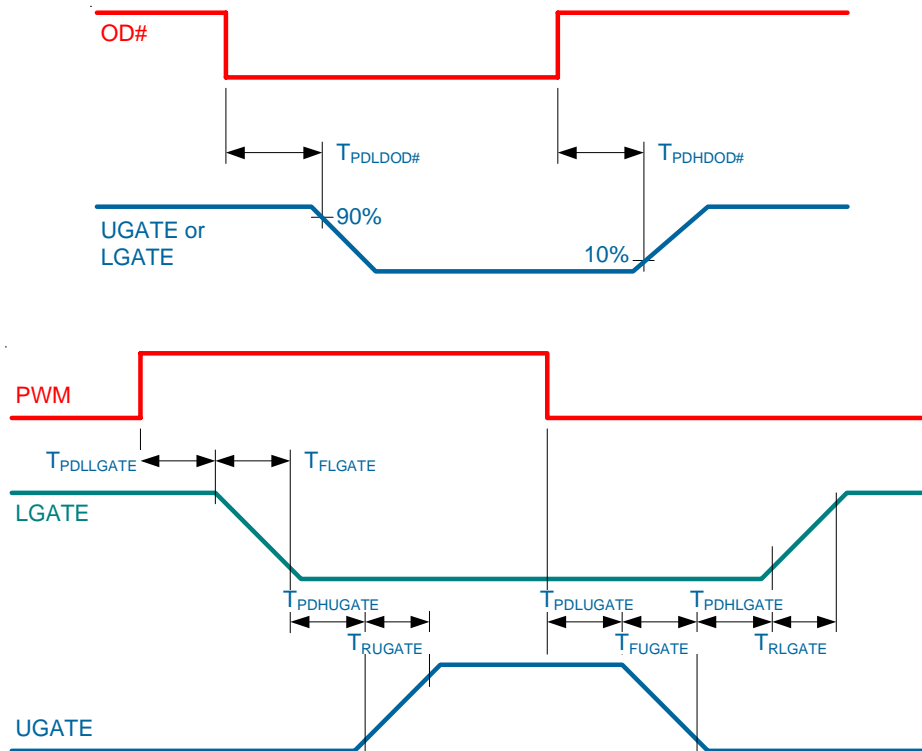 OD#
TPDLDOD#
TPDHDOD#
UGATE or
LGATE
90%
10%
PWM
TPDLLGATE
TFLGATE
LGATE
TPDHUGATE
TRUGATE
TPDLUGATE
TPDHLGATE
TFUGATE
TRLGATE
UGATE